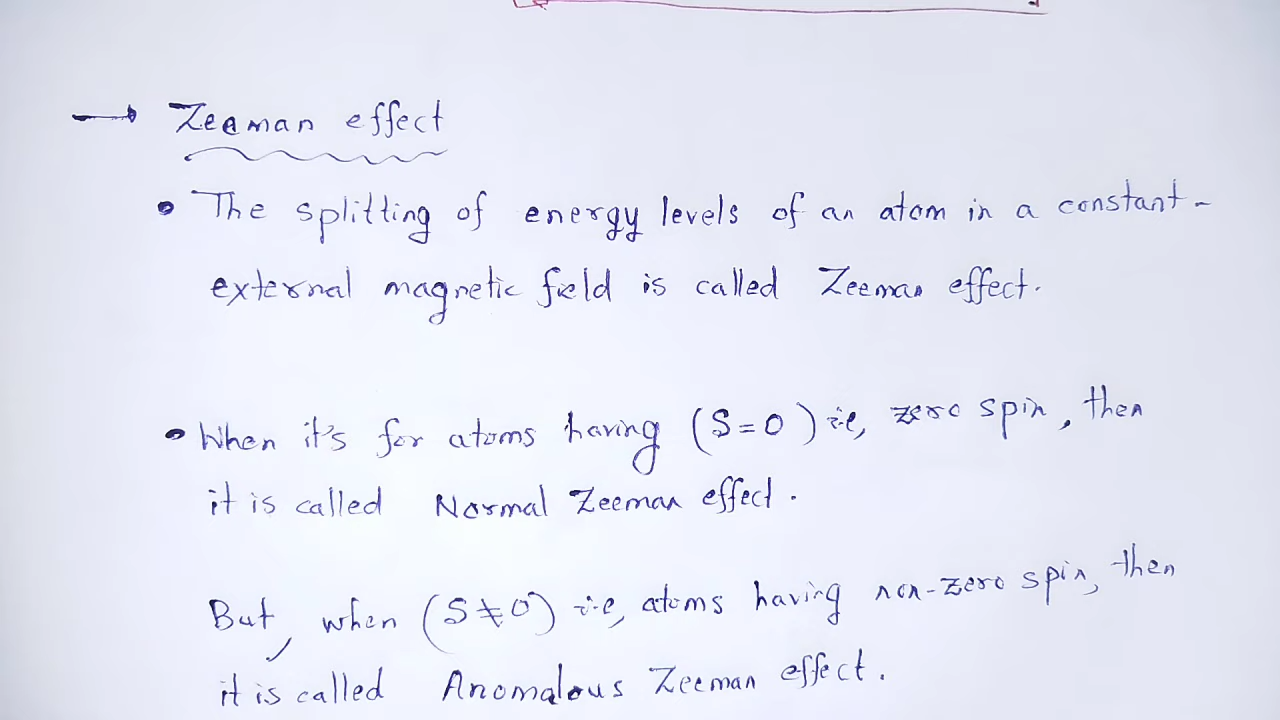 → Zeeman effect
• The splitting of energy levels of an atom in a constant-
external magnetic field is called Zeeman effect.
• When it's for atoms having (S=0) i.e, zero spin, then
it is called Normal Zeeman effect.
But, when (S≠0) i.e, atoms having non-zero spin, then
it is called Anomalous Zeeman effect.